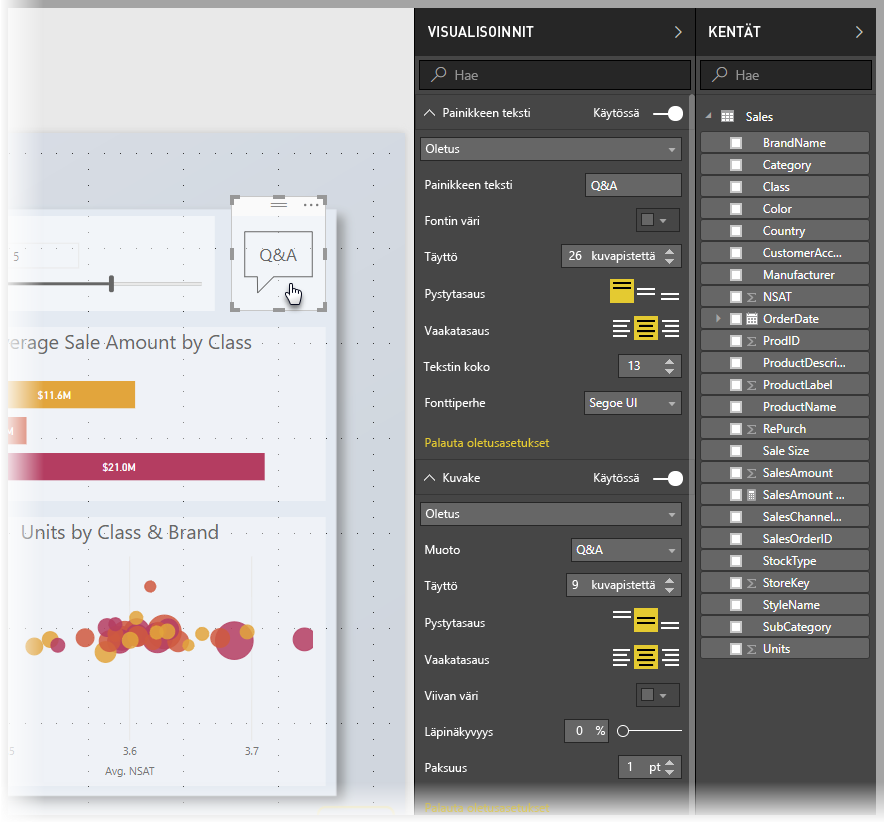 VISUALISOINNIT
Hae
Painikkeen teksti Käytössä
Oletus
Painikkeen teksti Q&A
Fontin väri
Täyttö 26 kuvapistettä
Pystytasaus
Vaakatasaus
Tekstin koko 13
Fonttiperhe Segoe UI
Palauta oletusasetukset
Kuvake Käytössä
Oletus
Muoto Q&A
Täyttö 9 kuvapistettä
Pystytasaus
Vaakatasaus
Viivan väri
Läpinäkyvyys 0 %
Paksuus 1 pt
Palauta oletusasetukset
KENTÄT
Hae
Sales
BrandName
Category
Class
Color
Country
CustomerAcc...
Manufacturer
NSAT
OrderDate
ProdID
ProductDescri...
ProductLabel
ProductName
RePurch
Sale Size
SalesAmount
SalesAmount ...
SalesChannel...
SalesOrderID
StockType
StoreKey
StyleName
SubCategory
Units
5
Q&A
erage Sale Amount by Class
$11.6M
M
$21.0M
Units by Class & Brand
5 3.6 3.7
Avg. NSAT